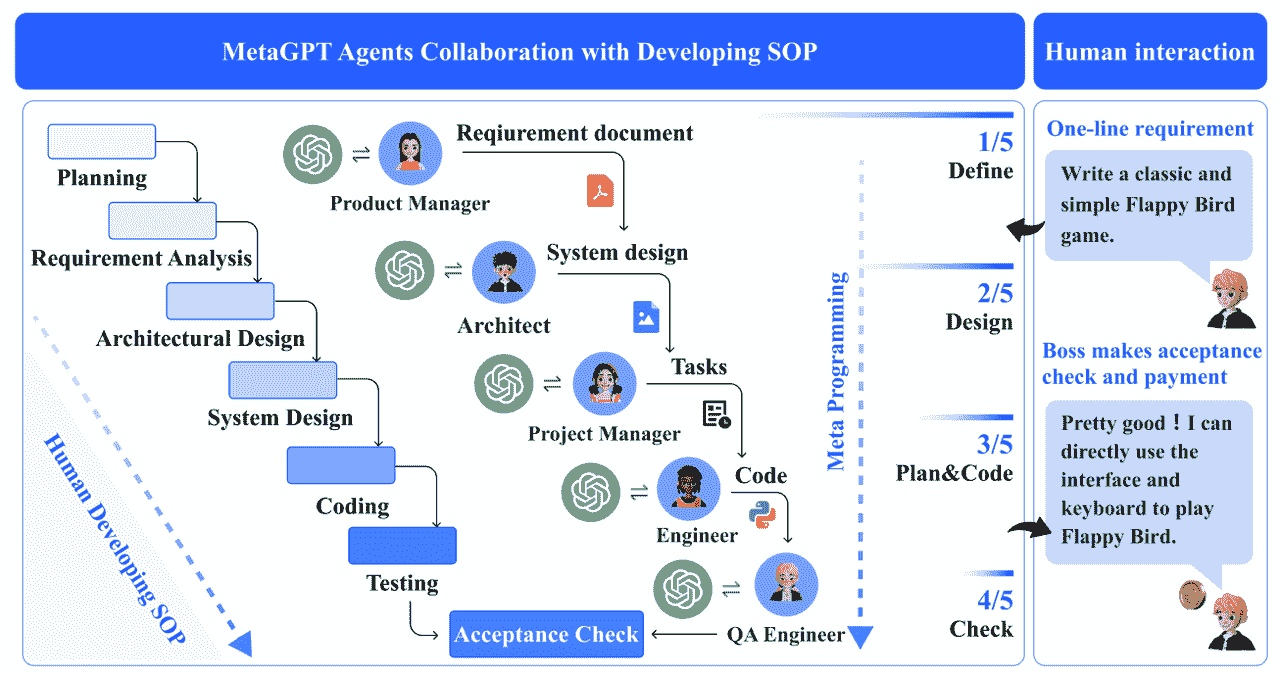 MetaGPT Agents Collaboration with Developing SOP
Human interaction
Planning
Requirement Analysis
Architectural Design
System Design
Coding
Testing
Human Developing SOP
Reqiurement document
Product Manager
System design
Architect
Tasks
Project Manager
Code
Engineer
QA Engineer
Acceptance Check
Meta Programming
1/5
Define
2/5
Design
3/5
Plan&Code
4/5
Check
One-line requirement
Write a classic and
simple Flappy Bird
game.
Boss makes acceptance
check and payment
Pretty good！I can
directly use the
interface and
keyboard to play
Flappy Bird.